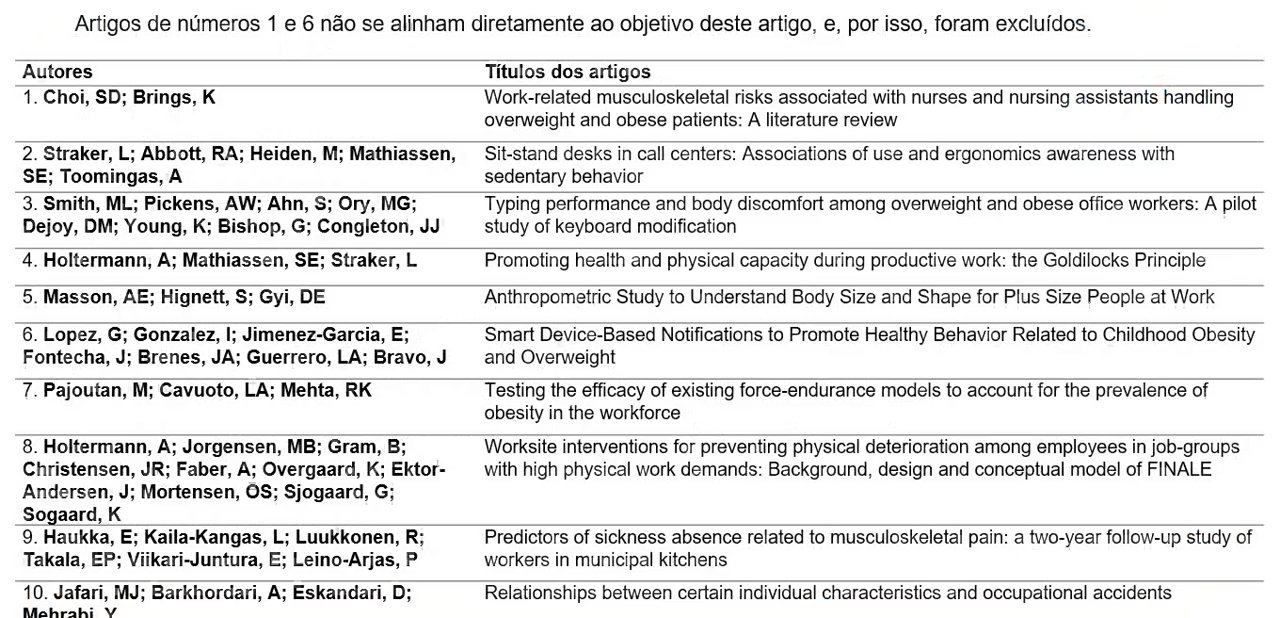 Artigos de números 1 e 6 não se alinham diretamente ao objetivo deste artigo, e, por isso, foram excluídos.
Autores Títulos dos artigos
1. Choi, SD; Brings, K Work-related musculoskeletal risks associated with nurses and nursing assistants handling
overweight and obese patients: A literature review
2. Straker, L; Abbott, RA; Heiden, M; Mathiassen, Sit-stand desks in call centers: Associations of use and ergonomics awareness with
SE; Toomingas, A sedentary behavior
3. Smith, ML; Pickens, AW; Ahn, S; Ory, MG; Typing performance and body discomfort among overweight and obese office workers: A pilot
Dejoy, DM; Young, K; Bishop, G; Congleton, JJ study of keyboard modification
4. Holtermann, A; Mathiassen, SE; Straker, L Promoting health and physical capacity during productive work: the Goldilocks Principle
5. Masson, AE; Hignett, S; Gyi, DE Anthropometric Study to Understand Body Size and Shape for Plus Size People at Work
6. Lopez, G; Gonzalez, I; Jimenez-Garcia, E; Smart Device-Based Notifications to Promote Healthy Behavior Related to Childhood Obesity
Fontecha, J; Brenes, JA; Guerrero, LA; Bravo, J and Overweight
7. Pajoutan, M; Cavuoto, LA; Mehta, RK Testing the efficacy of existing force-endurance models to account for the prevalence of
obesity in the workforce
8. Holtermann, A; Jorgensen, MB; Gram, B; Worksite interventions for preventing physical deterioration among employees in job-groups
Christensen, JR; Faber, A; Overgaard, K; Ektor- with high physical work demands: Background, design and conceptual model of FINALE
Andersen, J; Mortensen, OS; Sjogaard, G;
Sogaard, K
9. Haukka, E; Kaila-Kangas, L; Luukkonen, R; Predictors of sickness absence related to musculoskeletal pain: a two-year follow-up study of
Takala, EP; Viikari-Juntura, E; Leino-Arjas, P workers in municipal kitchens
10. Jafari, MJ; Barkhordari, A; Eskandari, D; Relationships between certain individual characteristics and occupational accidents
Mehrabi, Y